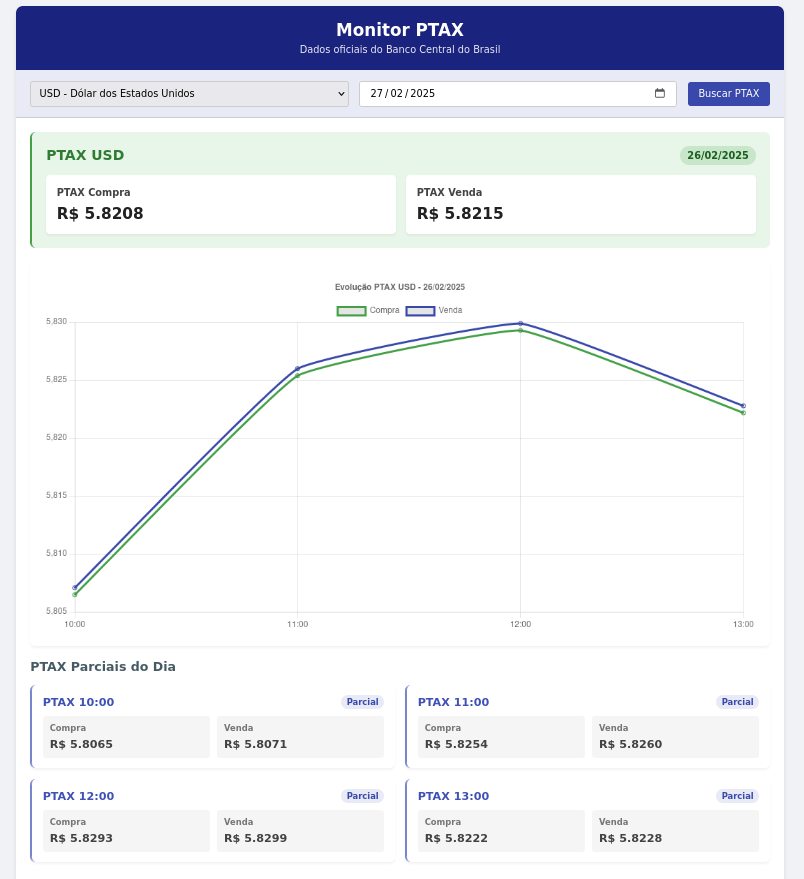 Monitor PTAX
Dados oficiais do Banco Central do Brasil
USD - Dólar dos Estados Unidos
27/02/2025
Buscar PTAX
PTAX USD
26/02/2025
PTAX Compra
R$ 5.8208
PTAX Venda
R$ 5.8215
Evolução PTAX USD - 26/02/2025
Compra
Venda
5,830
5,825
5,820
5,815
5,810
5,805
10:00
11:00
12:00
13:00
PTAX Parciais do Dia
PTAX 10:00
Parcial
Compra
R$ 5.8065
Venda
R$ 5.8071
PTAX 11:00
Parcial
Compra
R$ 5.8254
Venda
R$ 5.8260
PTAX 12:00
Parcial
Compra
R$ 5.8293
Venda
R$ 5.8299
PTAX 13:00
Parcial
Compra
R$ 5.8222
Venda
R$ 5.8228